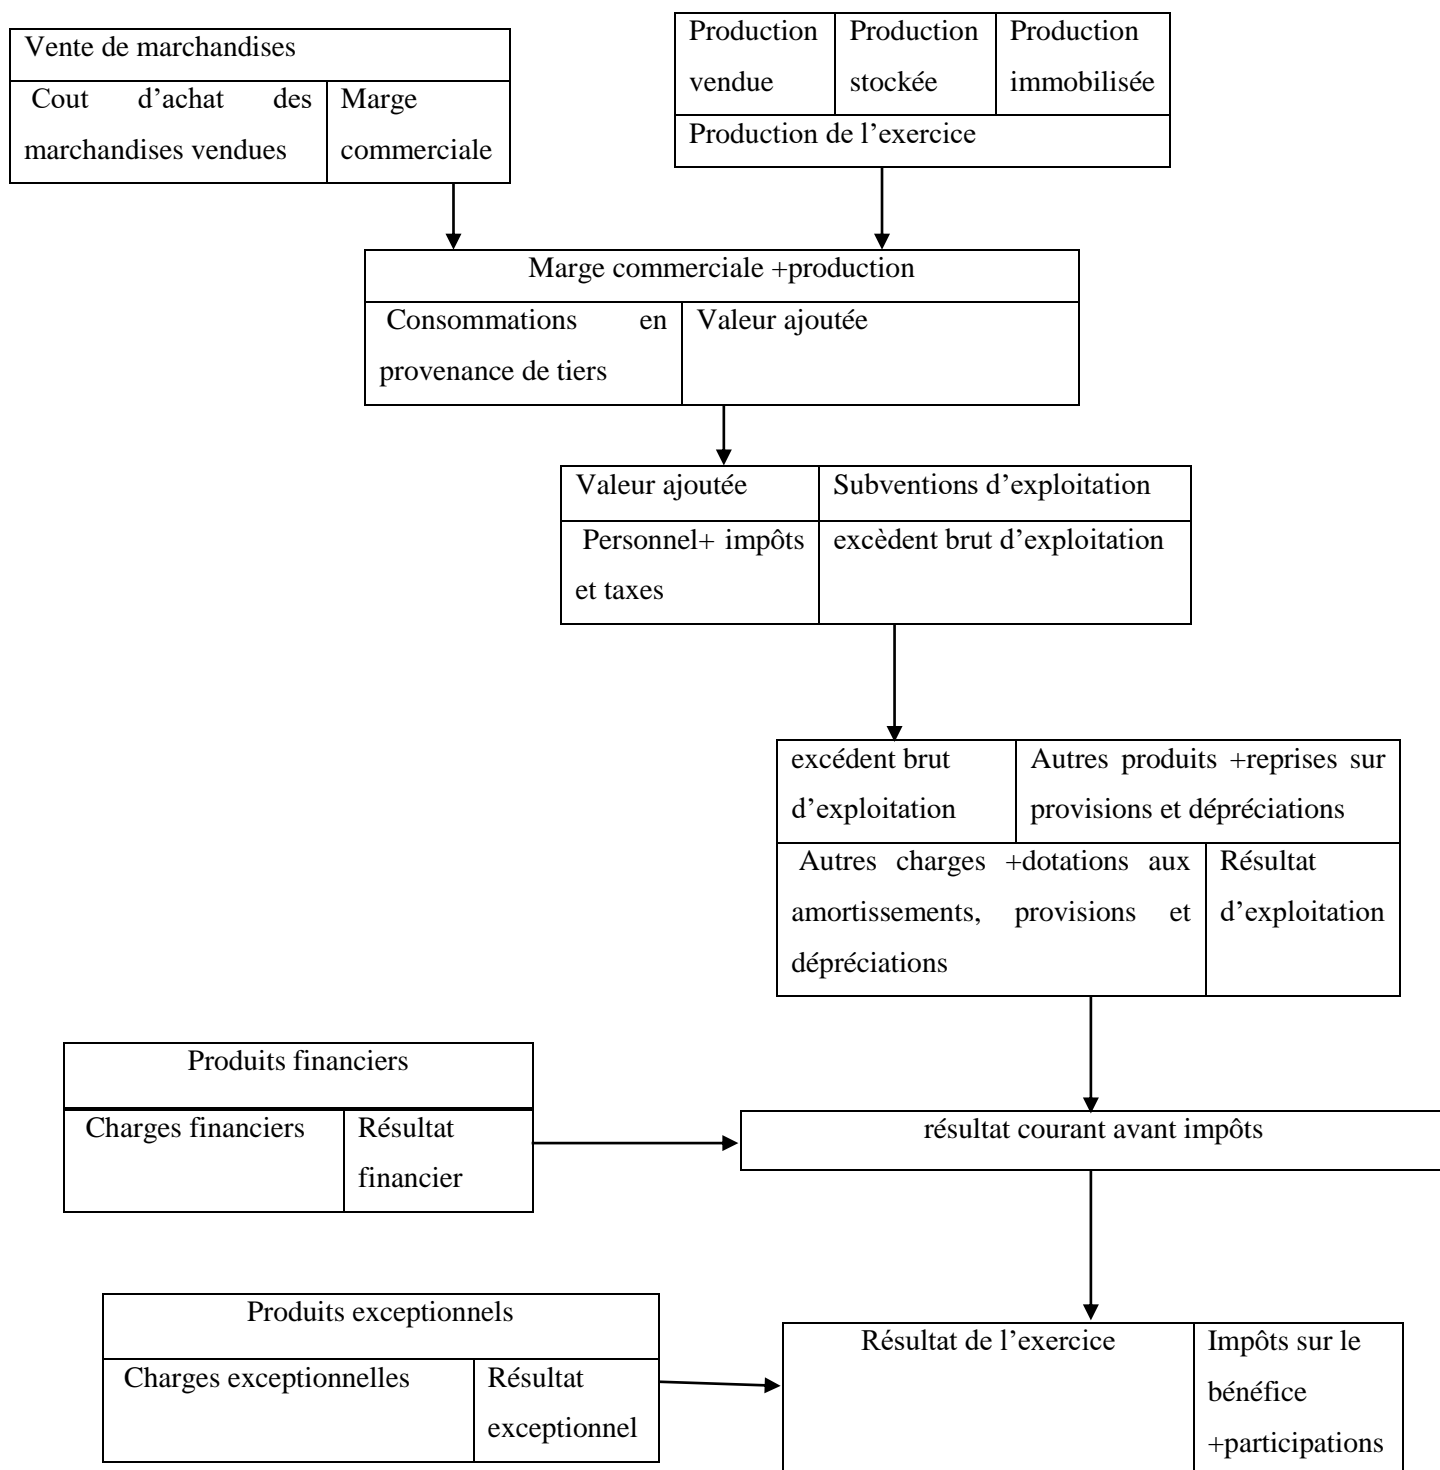 Vente de marchandises
Cout d’achat des
marchandises vendues
Marge
commerciale
Production
vendue
Production
stockée
Production
immobilisée
Production de l’exercice
Marge commerciale +production
Consommations en
provenance de tiers
Valeur ajoutée
Valeur ajoutée
Subventions d’exploitation
Personnel+ impôts
et taxes
excèdent brut d’exploitation
excédent brut
d’exploitation
Autres produits +reprises sur
provisions et dépréciations
Autres charges +dotations aux
amortissements, provisions et
dépréciations
Résultat
d’exploitation
Produits financiers
Charges financiers
Résultat
financier
résultat courant avant impôts
Produits exceptionnels
Charges exceptionnelles
Résultat
exceptionnel
Résultat de l’exercice
Impôts sur le
bénéfice
+participations